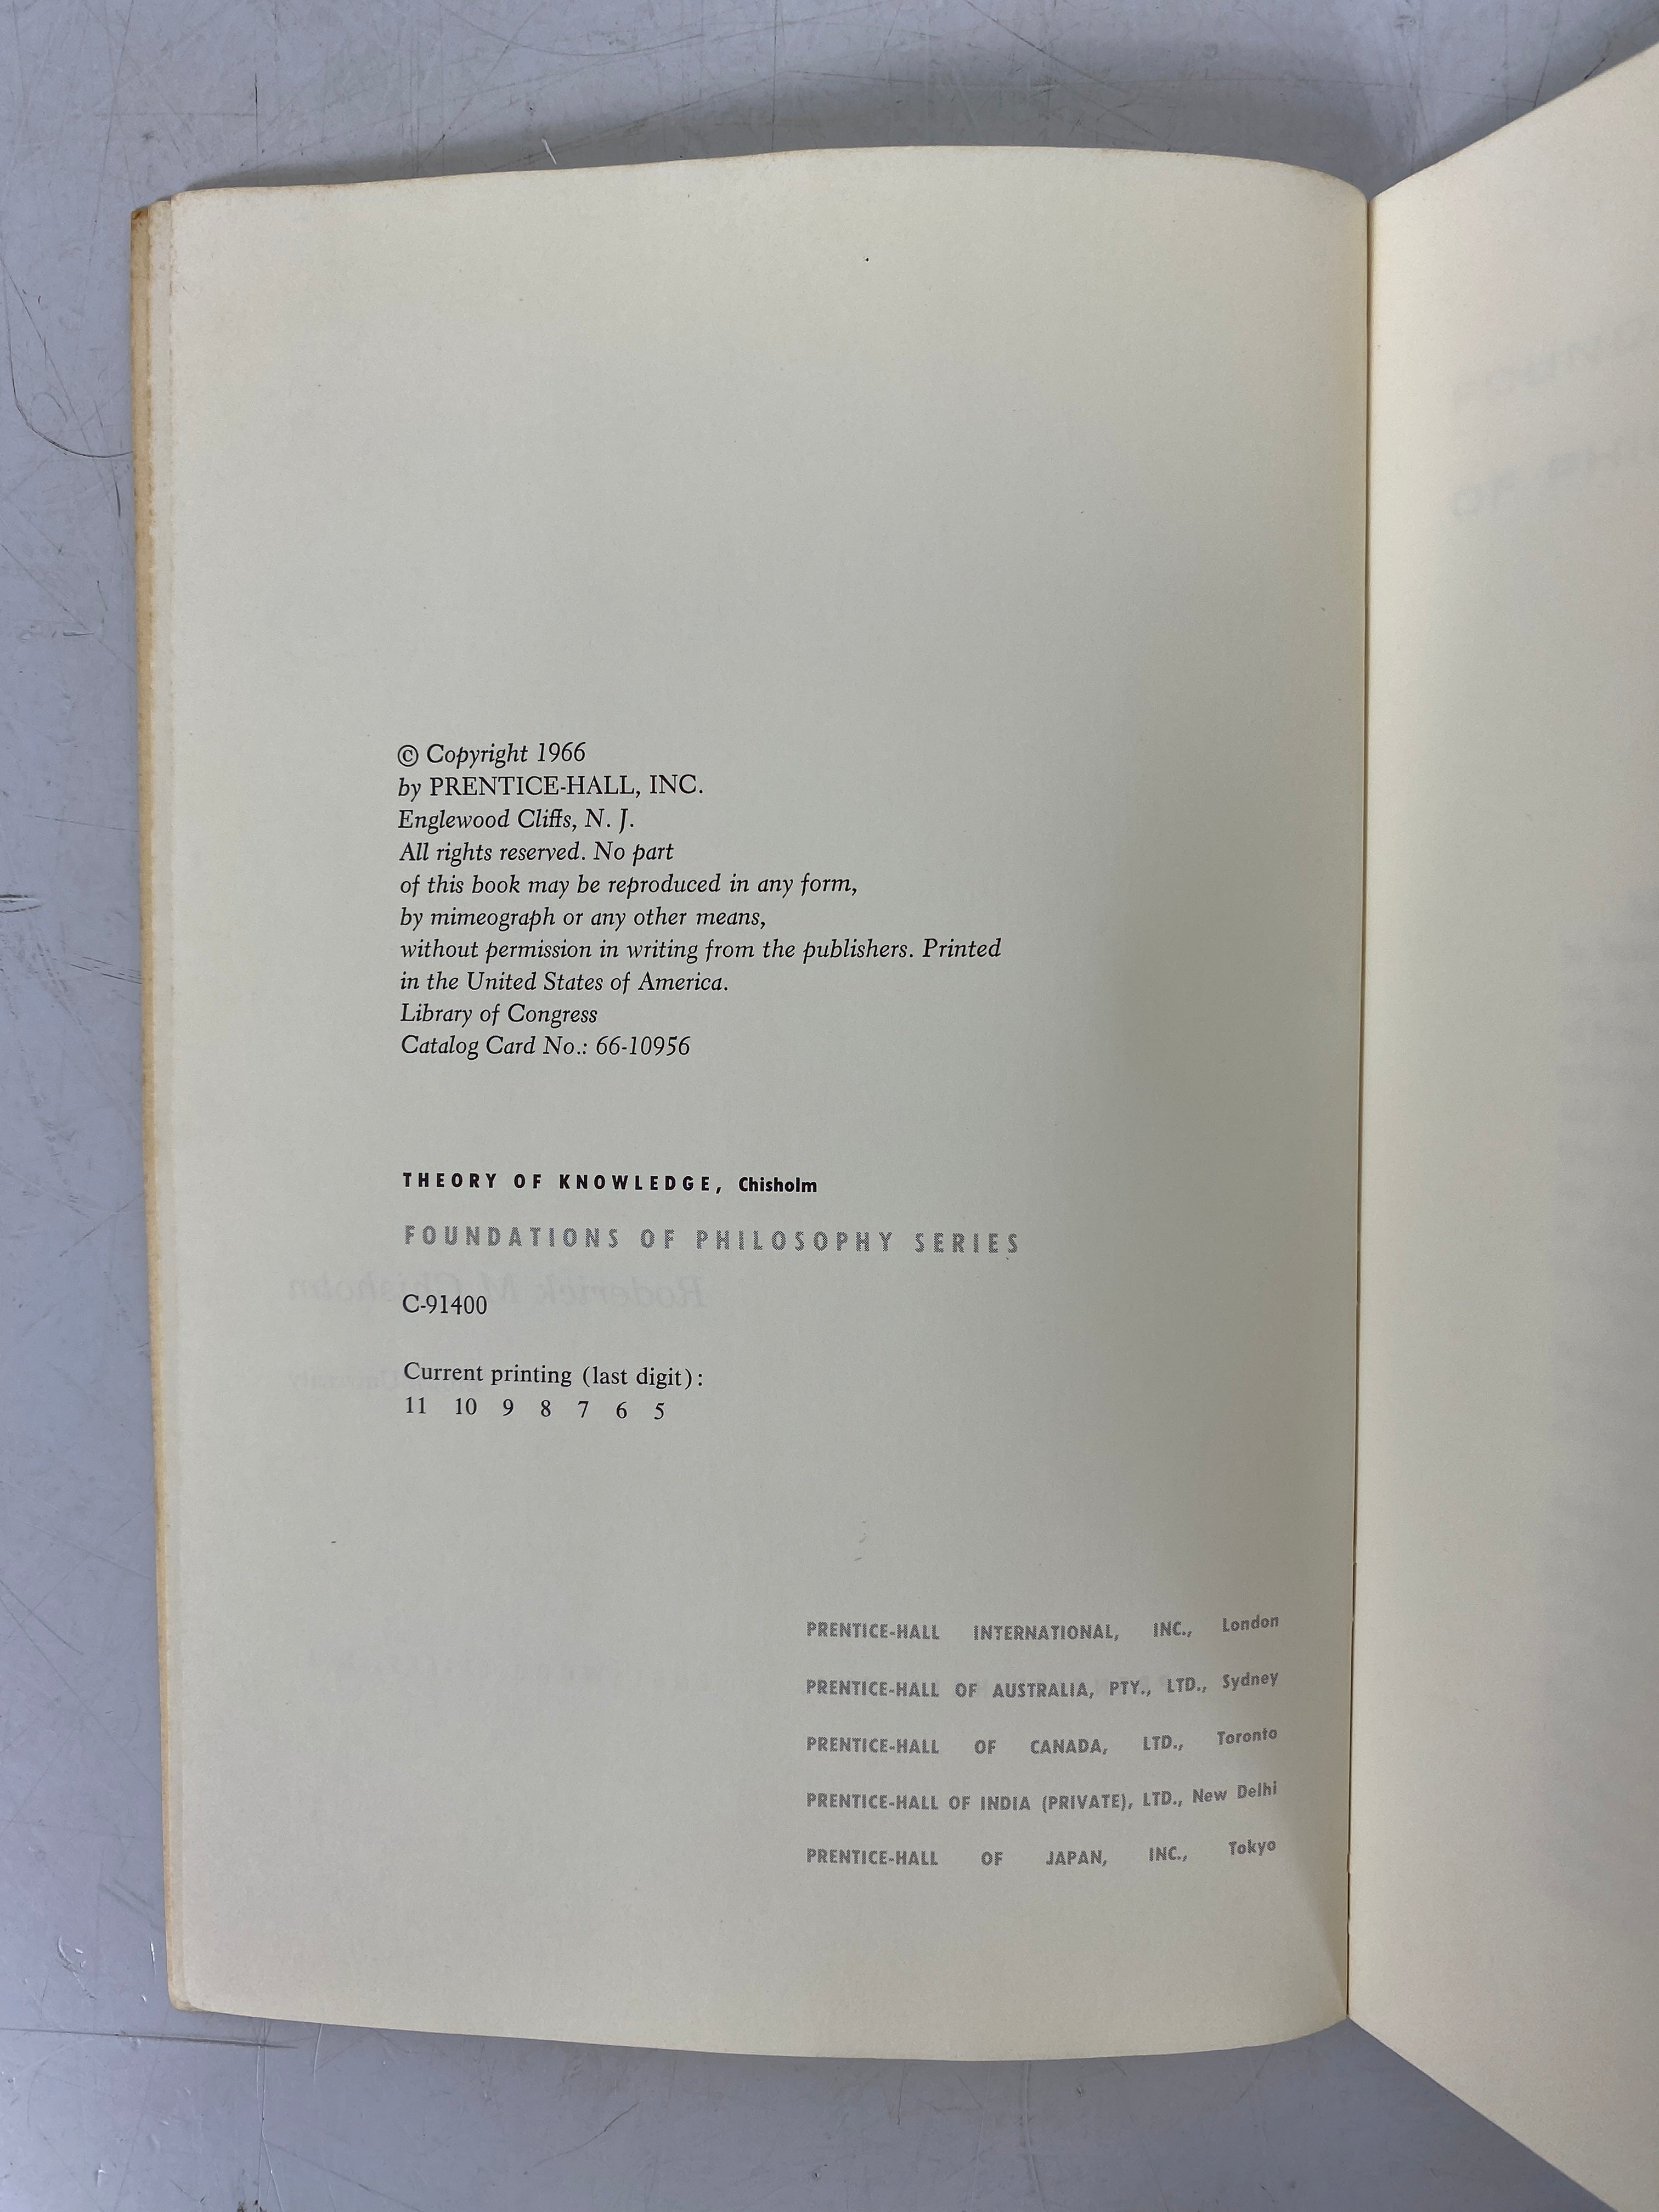 © Copyright 1966
by PRENTICE-HALL, INC.
Englewood Cliffs, N. J.
All rights reserved. No part
of this book may be reproduced in any form,
by mimeograph or any other means,
without permission in writing from the publishers. Printed
in the United States of America.
Library of Congress
Catalog Card No.: 66-10956
THEORY OF KNOWLEDGE, Chisholm
FOUNDATIONS OF PHILOSOPHY SERIES
C-91400
Current printing (last digit):
11 10 9 8 7 6 5
PRENTICE-HALL INTERNATIONAL, INC., London
PRENTICE-HALL OF AUSTRALIA, PTY., LTD., Sydney
PRENTICE-HALL OF CANADA, LTD., Toronto
PRENTICE-HALL OF INDIA (PRIVATE), LTD., New Delhi
PRENTICE-HALL OF JAPAN, INC., Tokyo